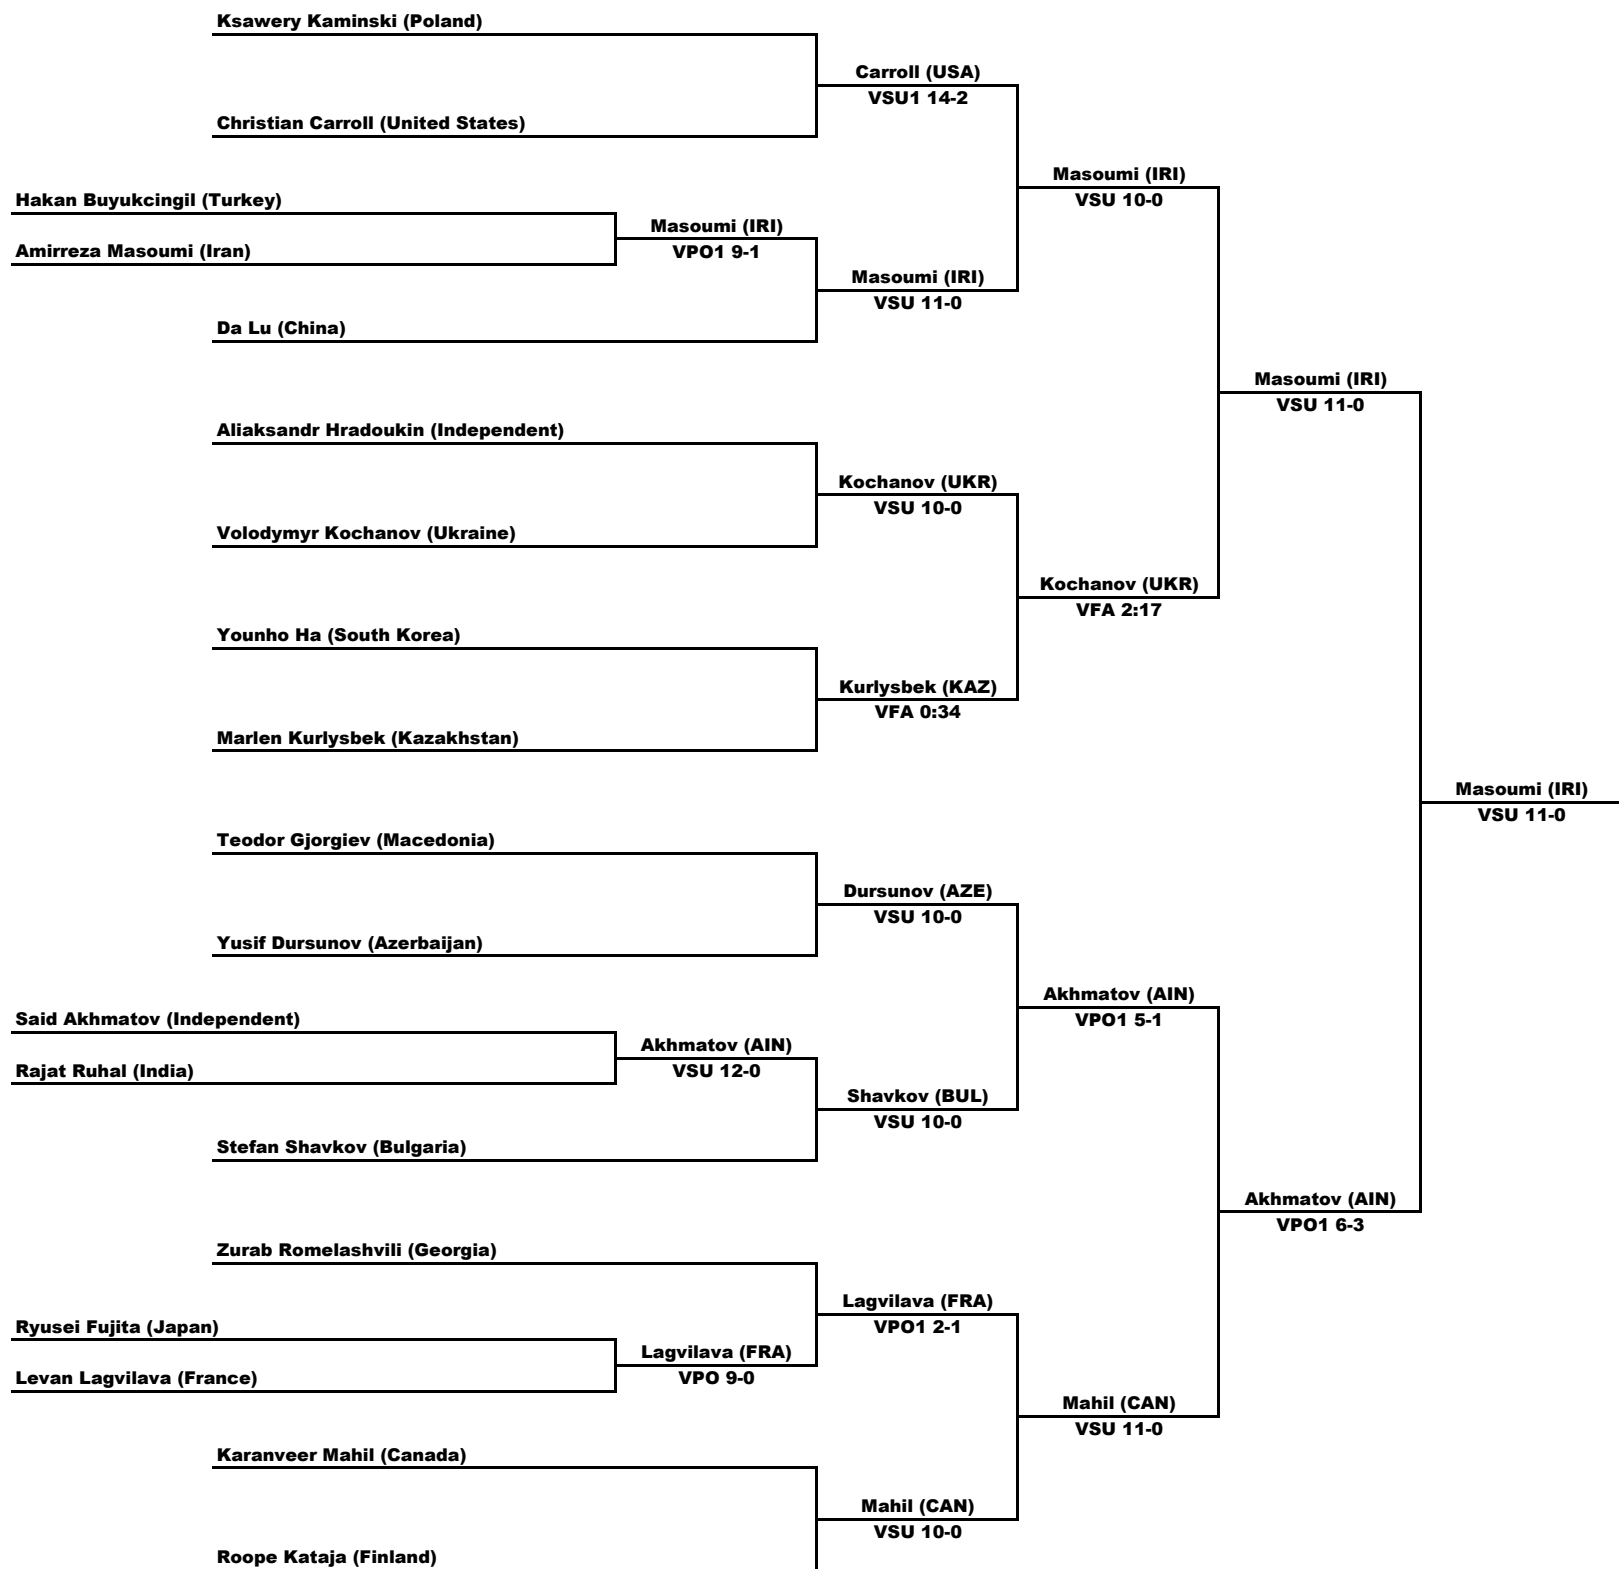 Ksawery Kaminski (Poland)
Carroll (USA)
VSU1 14-2
Christian Carroll (United States)
Masoumi (IRI)
VSU 10-0
Hakan Buyukcingil (Turkey)
Masoumi (IRI)
VPO1 9-1
Amirreza Masoumi (Iran)
Masoumi (IRI)
VSU 11-0
Da Lu (China)
Masoumi (IRI)
VSU 11-0
Aliaksandr Hradoukin (Independent)
Kochanov (UKR)
VSU 10-0
Volodymyr Kochanov (Ukraine)
Kochanov (UKR)
VFA 2:17
Younho Ha (South Korea)
Kurlysbek (KAZ)
VFA 0:34
Marlen Kurlysbek (Kazakhstan)
Masoumi (IRI)
VSU 11-0
Teodor Gjorgiev (Macedonia)
Dursunov (AZE)
VSU 10-0
Yusif Dursunov (Azerbaijan)
Akhmatov (AIN)
VPO1 5-1
Said Akhmatov (Independent)
Akhmatov (AIN)
VSU 12-0
Rajat Ruhal (India)
Shavkov (BUL)
VSU 10-0
Stefan Shavkov (Bulgaria)
Akhmatov (AIN)
VPO1 6-3
Zurab Romelashvili (Georgia)
Lagvilava (FRA)
VPO1 2-1
Ryusei Fujita (Japan)
Lagvilava (FRA)
VPO 9-0
Levan Lagvilava (France)
Mahil (CAN)
VSU 11-0
Karanveer Mahil (Canada)
Mahil (CAN)
VSU 10-0
Roope Kataja (Finland)